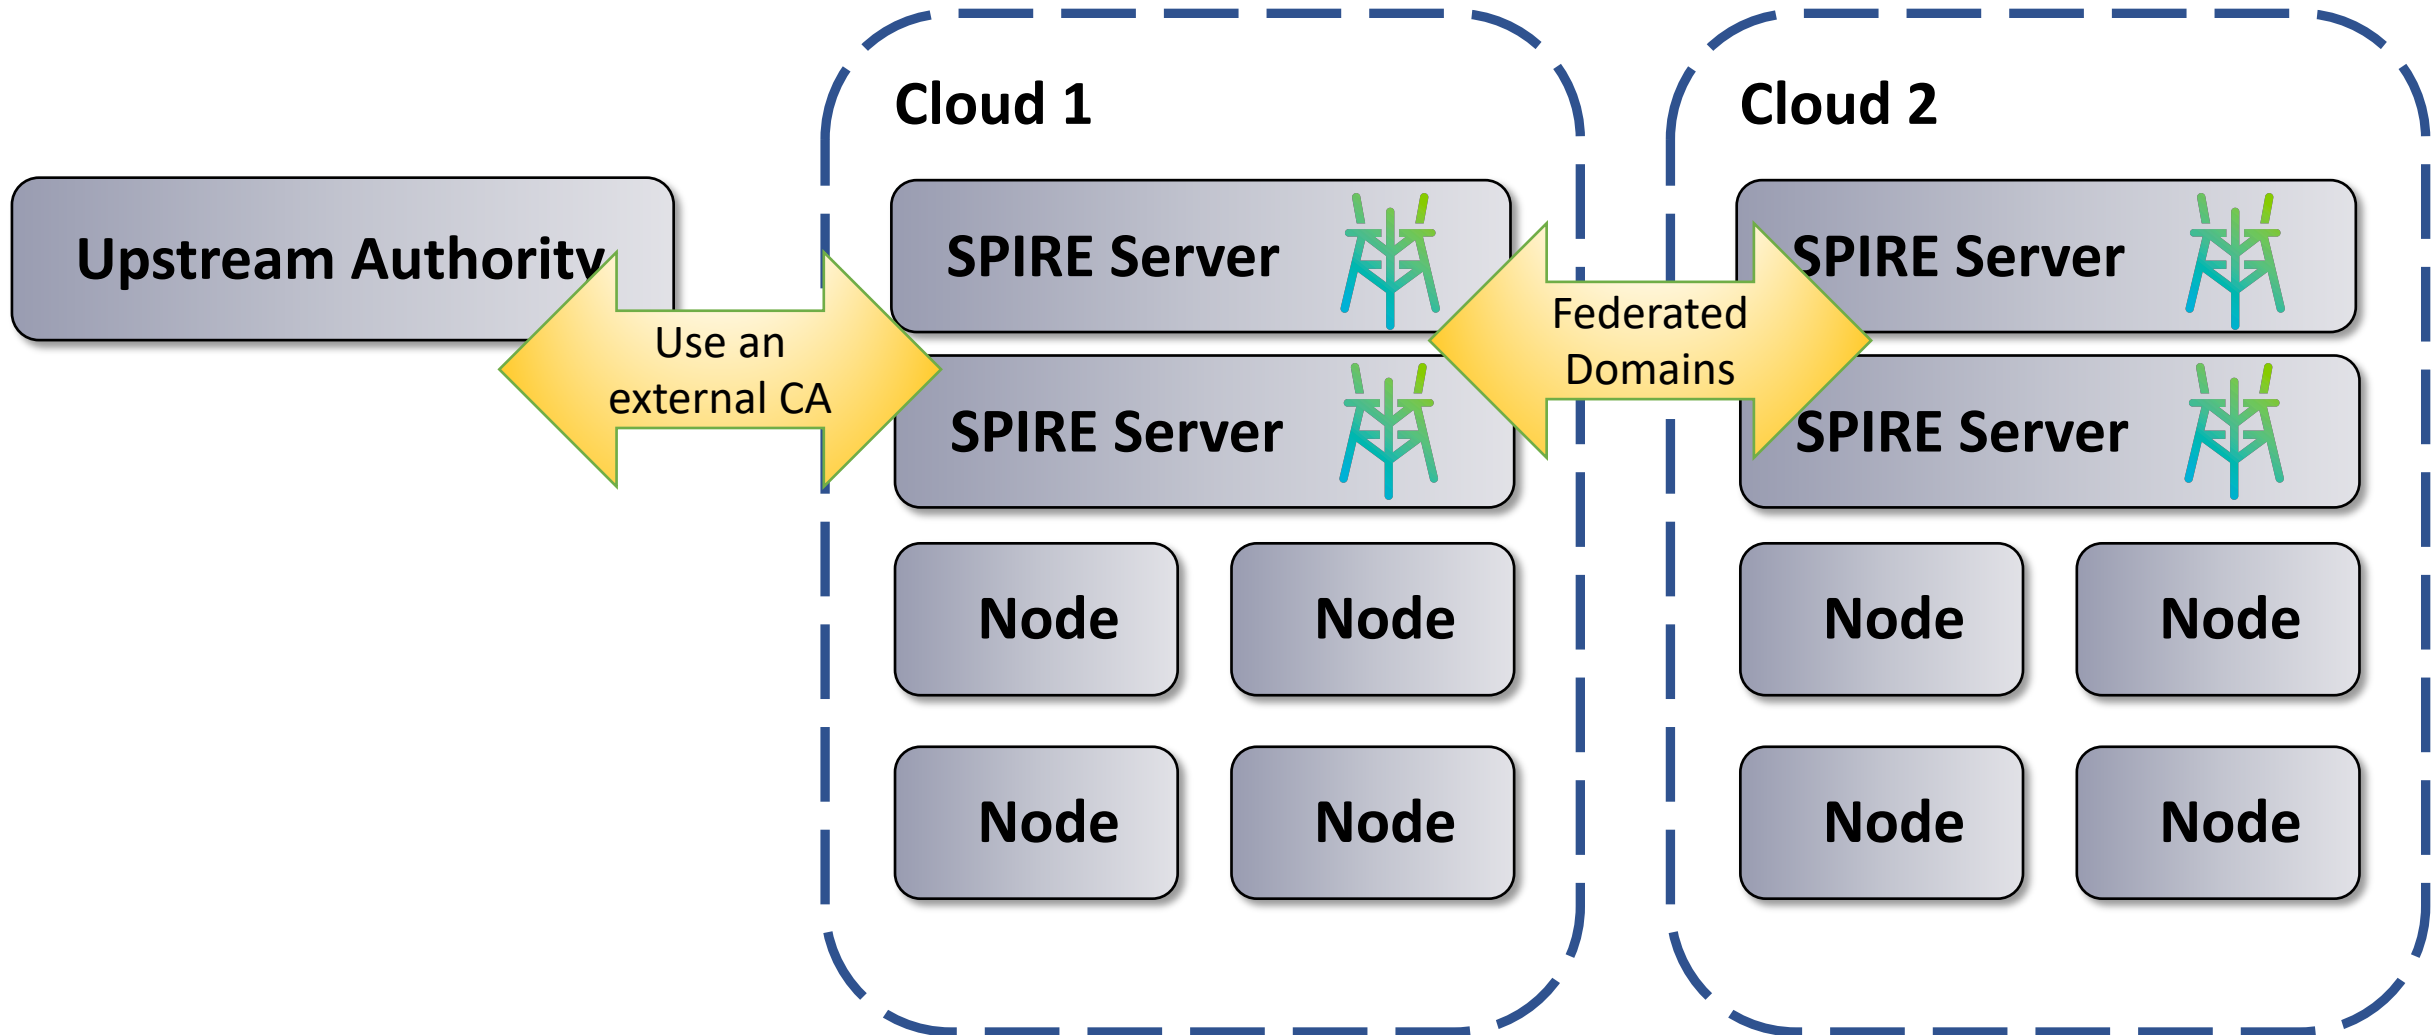 Cloud 1
Cloud 2
Upstream Authority
SPIRE Server
SPIRE Server
Use an
external CA
Federated
Domains
SPIRE Server
SPIRE Server
Node
Node
Node
Node
Node
Node
Node
Node